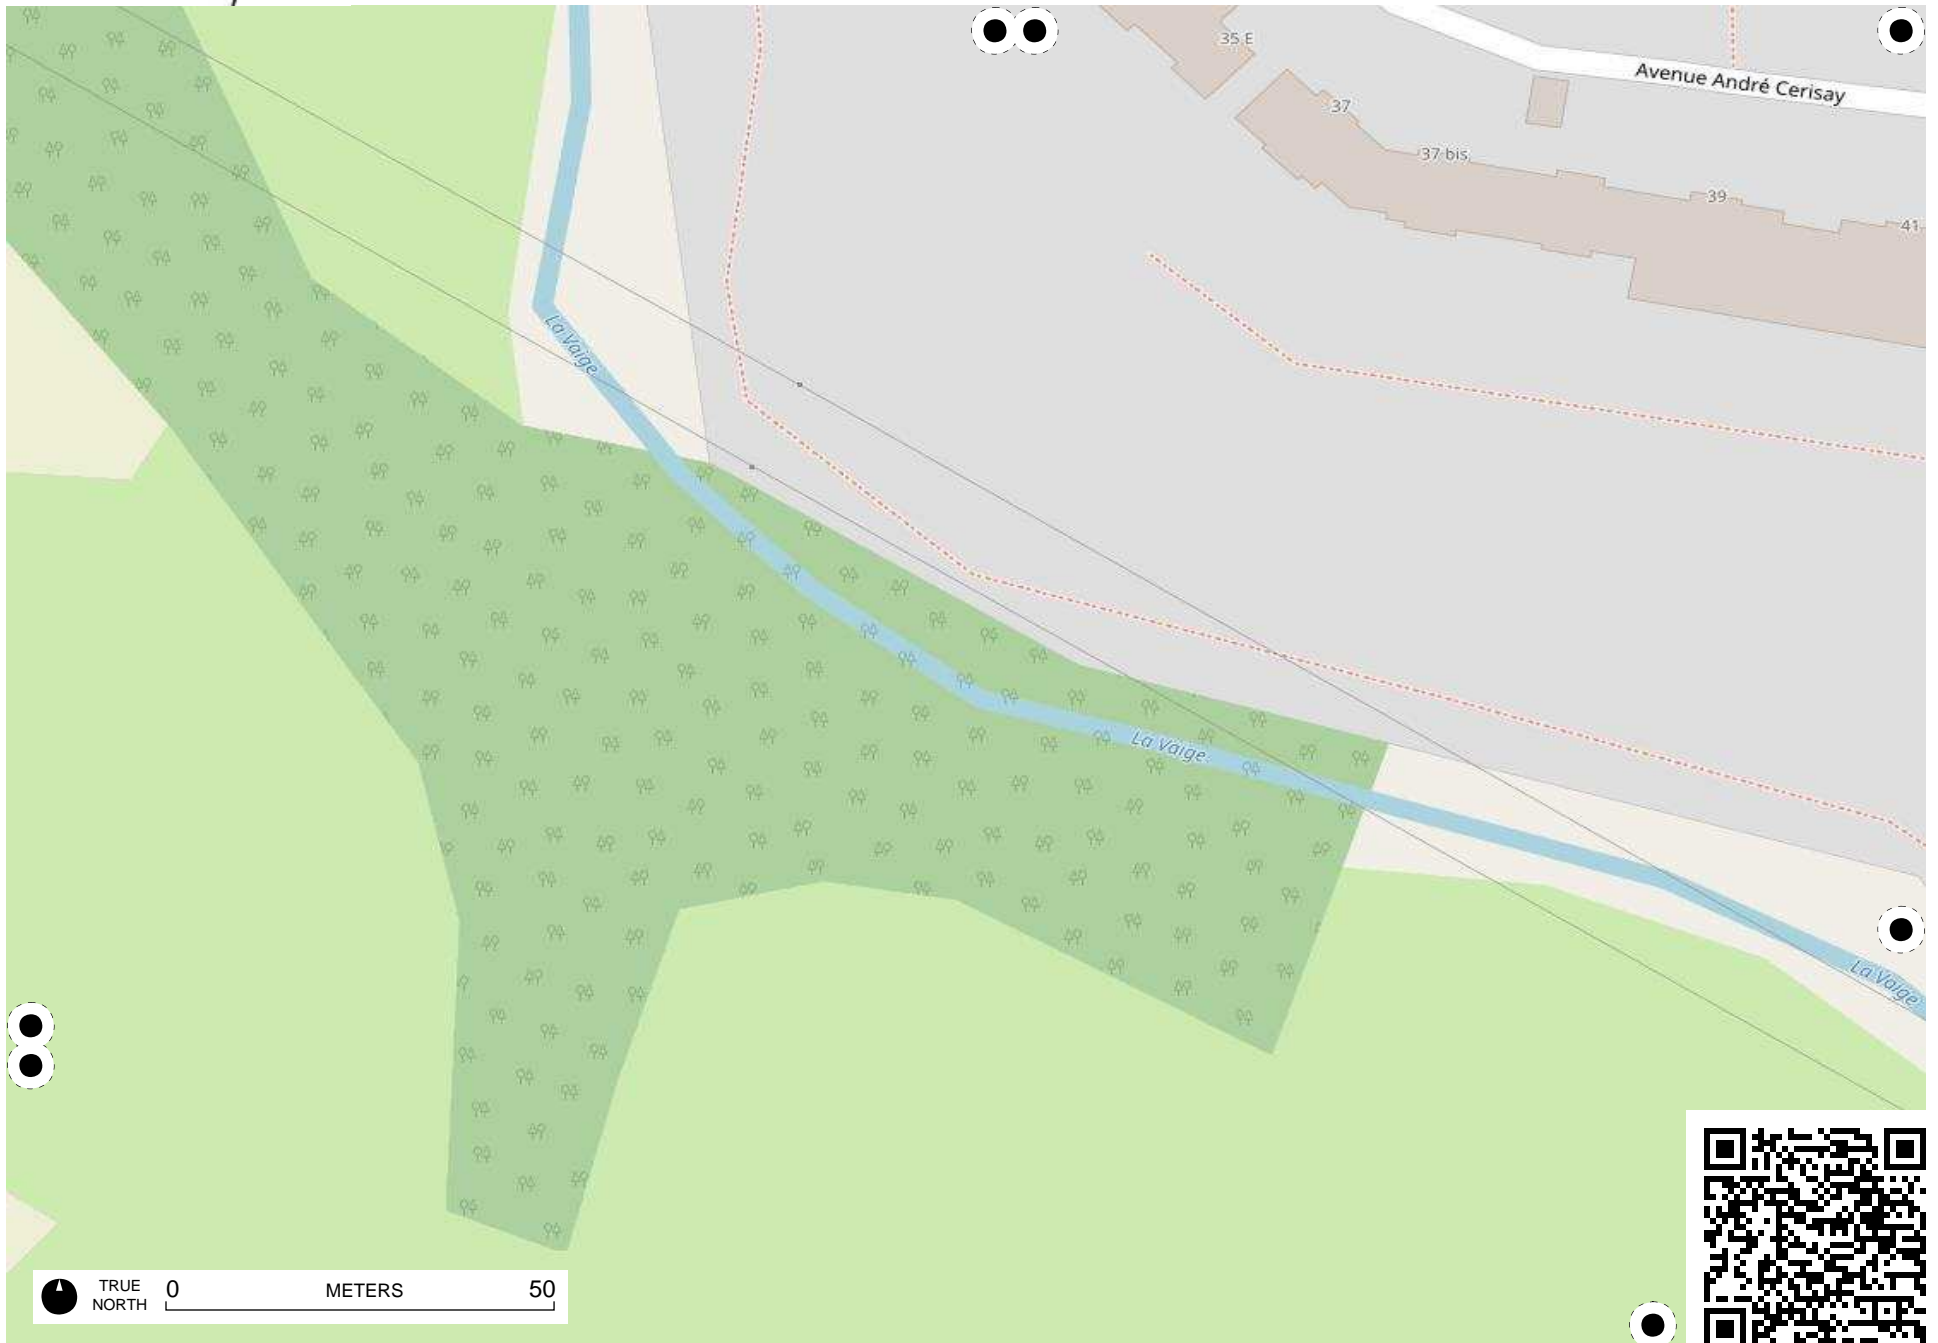 35 E
Avenue André Cerisay
37
37 bis
39
41
La Vaige
La Vaige
La Vaige
TRUE
NORTH
0 METERS 50